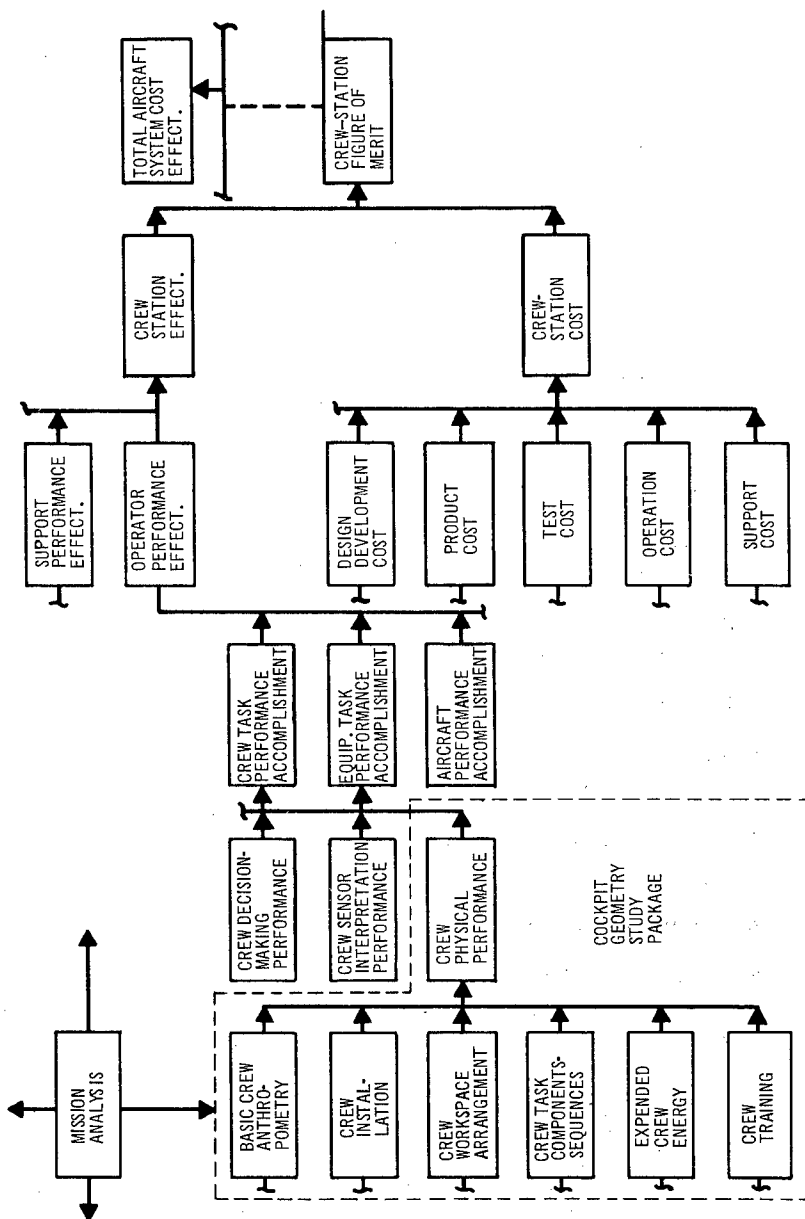 MISSION
ANALYSIS
BASIC CREW
ANTHRO-
POMETRY
CREW
INSTAL-
LATION
CREW
WORKSPACE
ARRANGEMENT
CREW TASK
COMPONENTS-
SEQUENCES
EXPENDED
CREW
ENERGY
CREW
TRAINING
CREW DECISION-
MAKING
PERFORMANCE
CREW SENSOR
INTERPRETATION
PERFORMANCE
CREW
PHYSICAL
PERFORMANCE
COCKPIT
GEOMETRY
STUDY
PACKAGE
CREW TASK
PERFORMANCE
ACCOMPLISHMENT
EQUIP. TASK
PERFORMANCE
ACCOMPLISHMENT
AIRCRAFT
PERFORMANCE
ACCOMPLISHMENT
SUPPORT
PERFORMANCE
EFFECT.
OPERATOR
PERFORMANCE
EFFECT.
DESIGN
DEVELOPMENT
COST
PRODUCT
COST
TEST
COST
OPERATION
COST
SUPPORT
COST
CREW
STATION
EFFECT.
CREW-
STATION
COST
TOTAL AIRCRAFT
SYSTEM COST
EFFECT.
CREW-STATION
FIGURE OF
MERIT